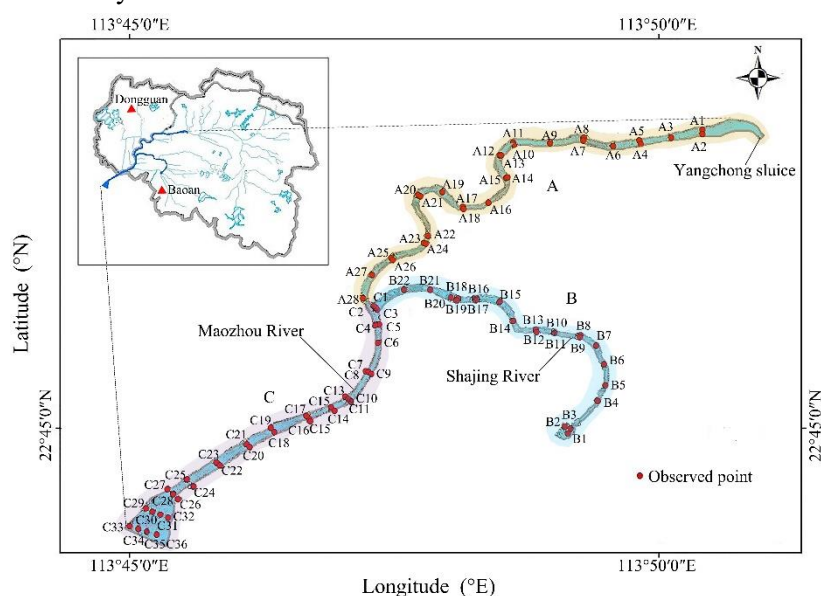 113°45'0"E
113°50'0"E
N
Dongguan
Baoan
A11
A9
A8
A5
A3
A1
A12
A10
A7
A6
A4
A2
A13
Yangchong sluice
A15
A14
A
A20
A19
A21
A17
A16
A18
A23
A22
A24
A25
A26
A27
A28
C1
B22
B21
B18
B16
B15
B
C2
C3
B20
B19
B17
C4
C5
B14
B13
B10
B8
B12
B11
B9
B7
C6
Maozhou River
Shajing River
B6
C7
C8
C9
B5
C
C13
C10
B4
C15
C11
C17
C14
C19
C16
C15
B3
C18
B2
B1
C21
C20
C23
C22
C25
C24
C27
C28
C26
C29
C30
C32
C33
C31
C34
C35
C36
Observed point
22°45'0"N
22°45'0"N
Latitude (°N)
113°45'0"E
113°50'0"E
Longitude (°E)